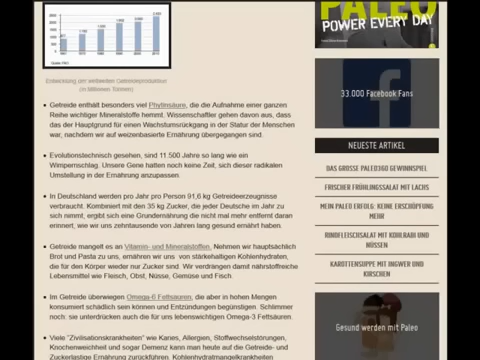 PALEO
POWER EVERY DAY
Entwicklung der weltweiten Getreideproduktion
(in Millionen Tonnen)
Getreide enthält besonders viel Phytinsäure, die die Aufnahme einer ganzen
Reihe wichtiger Mineralstoffe hemmt. Wissenschaftler gehen davon aus, dass
das der Hauptgrund für einen Wachstumsrückgang in der Statur der Menschen
war, nachdem wir auf weizenbasierte Ernährung übergegangen sind.
Evolutionstechnisch gesehen, sind 11.500 Jahre so lang wie ein
Wimpernschlag. Unsere Gene hatten noch keine Zeit, sich dieser radikalen
Umstellung in der Ernährung anzupassen.
In Deutschland werden pro Jahr pro Person 91,6 kg Getreideerzeugnisse
verbraucht. Kombiniert mit den 35 kg Zucker, die jeder Deutsche im Jahr zu
sich nimmt, ergibt sich eine Grundernährung die nicht mal mehr entfernt daran
erinnert, wie wir uns zehntausende von Jahren lang gesund ernährt haben.
Getreide mangelt es an Vitamin- und Mineralstoffen. Nehmen wir hauptsächlich
Brot und Pasta zu uns, ernähren wir uns von stärkehaltigen Kohlenhydraten,
die für den Körper wieder nur Zucker sind. Wir verdrängen damit nährstoffreiche
Lebensmittel wie Fleisch, Obst, Nüsse, Gemüse und Fisch.
Im Getreide überwiegen Omega-6 Fettsäuren, die aber in hohen Mengen
konsumiert schädlich sein können und Entzündungen begünstigen. Schlimmer
noch: sie unterdrücken auch die für uns lebenswichtigen Omega-3 Fettsäuren.
Viele "Zivilisationskrankheiten" wie Karies, Allergien, Stoffwechselstörungen,
Knochenweichheit und sogar Demenz kann man heute auf die Getreide- und
Zuckerlastige Ernährung zurückführen. Kohlenhydratmangelkrankheiten
33.000 Facebook Fans
NEUESTE ARTIKEL
DAS GROSSE PALEO360 GEWINNSPIEL
FRISCHER FRÜHLINGSSALAT MIT LACHS
MEIN PALEO ERFOLG: KEINE ERSCHÖPFUNG
MEHR
RINDFLEISCHSALAT MIT KOHLRABI UND
NÜSSEN
KAROTTENSUPPE MIT INGWER UND
KIRSCHEN
Gesund werden mit Paleo